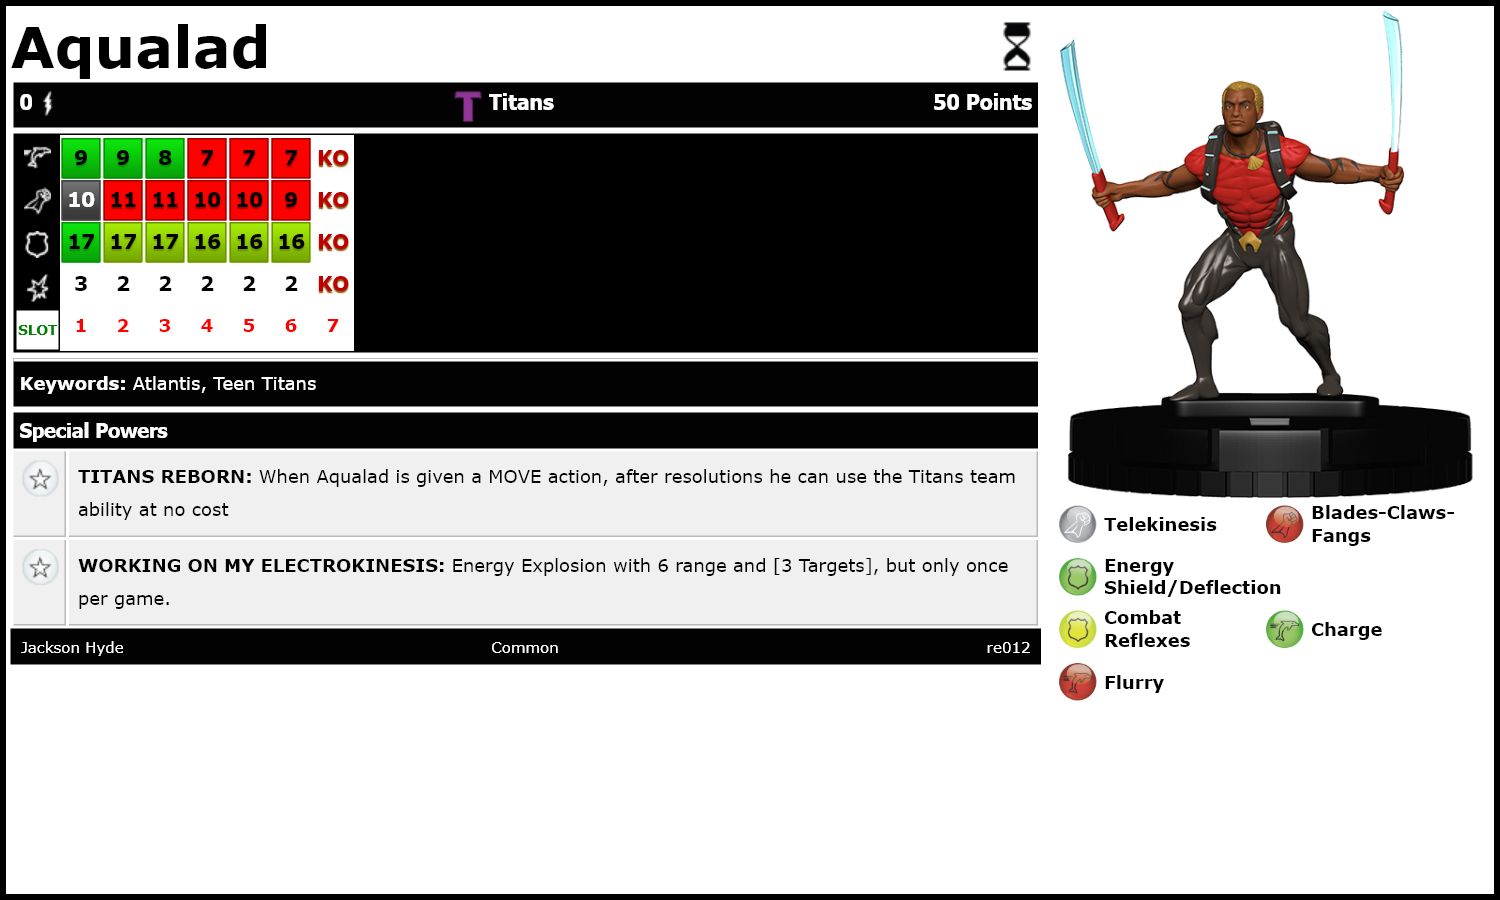 Aqualad
0 Titans 50 Points
9 9 8 7 7 7 KO
10 11 11 10 10 9 KO
17 17 17 16 16 16 KO
3 2 2 2 2 2 KO
SLOT 1 2 3 4 5 6 7
Keywords: Atlantis, Teen Titans
Special Powers
TITANS REBORN: When Aqualad is given a MOVE action, after resolutions he can use the Titans team
ability at no cost
WORKING ON MY ELECTROKINESIS: Energy Explosion with 6 range and [3 Targets], but only once
per game.
Jackson Hyde Common re012
Telekinesis
Blades-Claws-
Fangs
Energy
Shield/Deflection
Combat
Reflexes
Charge
Flurry